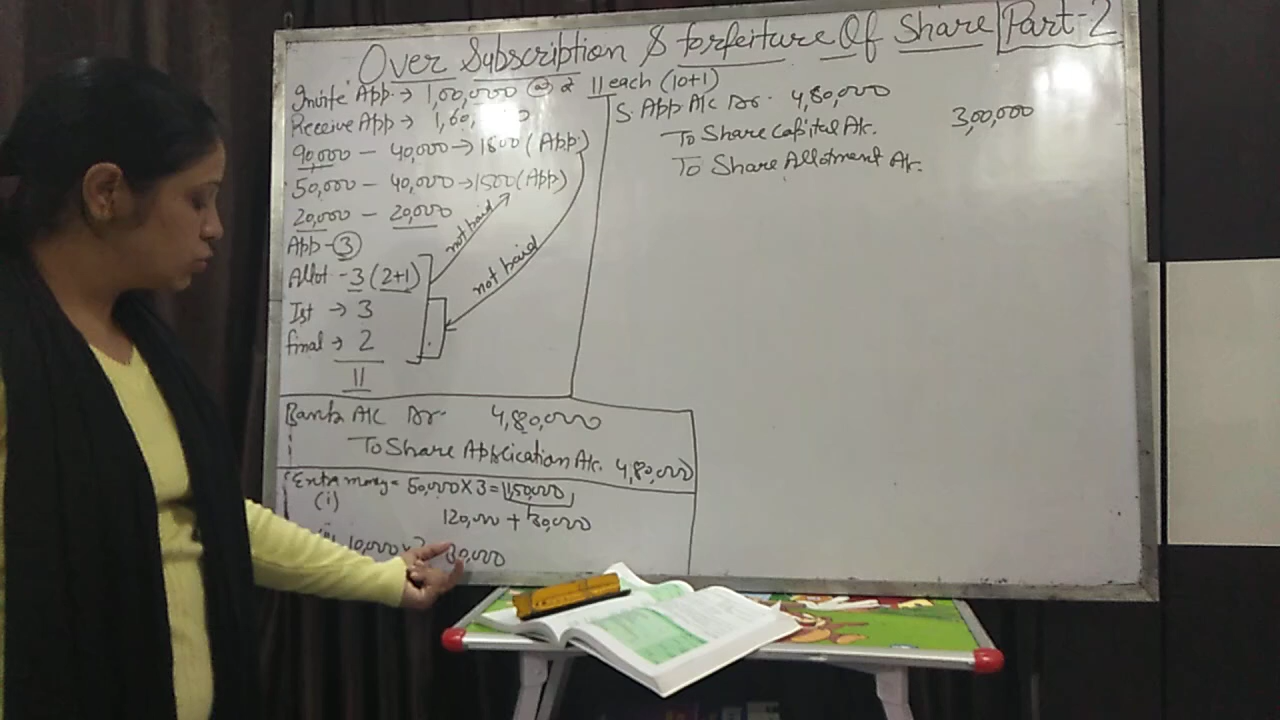 Over Subscription & forfeiture Of Share Part-2
Invite App. → 1,00,000 @ ₹ 11 each (10+1)
Receive App → 1,60,
90,000 — 40,000 → 1800 (App.)
50,000 — 40,000 → 1500 (App)
20,000 — 20,000
App - 3
Allot - 3 (2+1)
Ist → 3
final → 2
11
not paid
not paid
S. App A/c Dr. 4,80,000
To Share Capital A/c. 3,00,000
To Share Allotment A/c.
Bank A/c Dr. 4,80,000
To Share Application A/c. 4,80,000
Extra money = 50,000 X 3 = 1,50,000
(i)
120,000 + 30,000
10,000 x 30,000